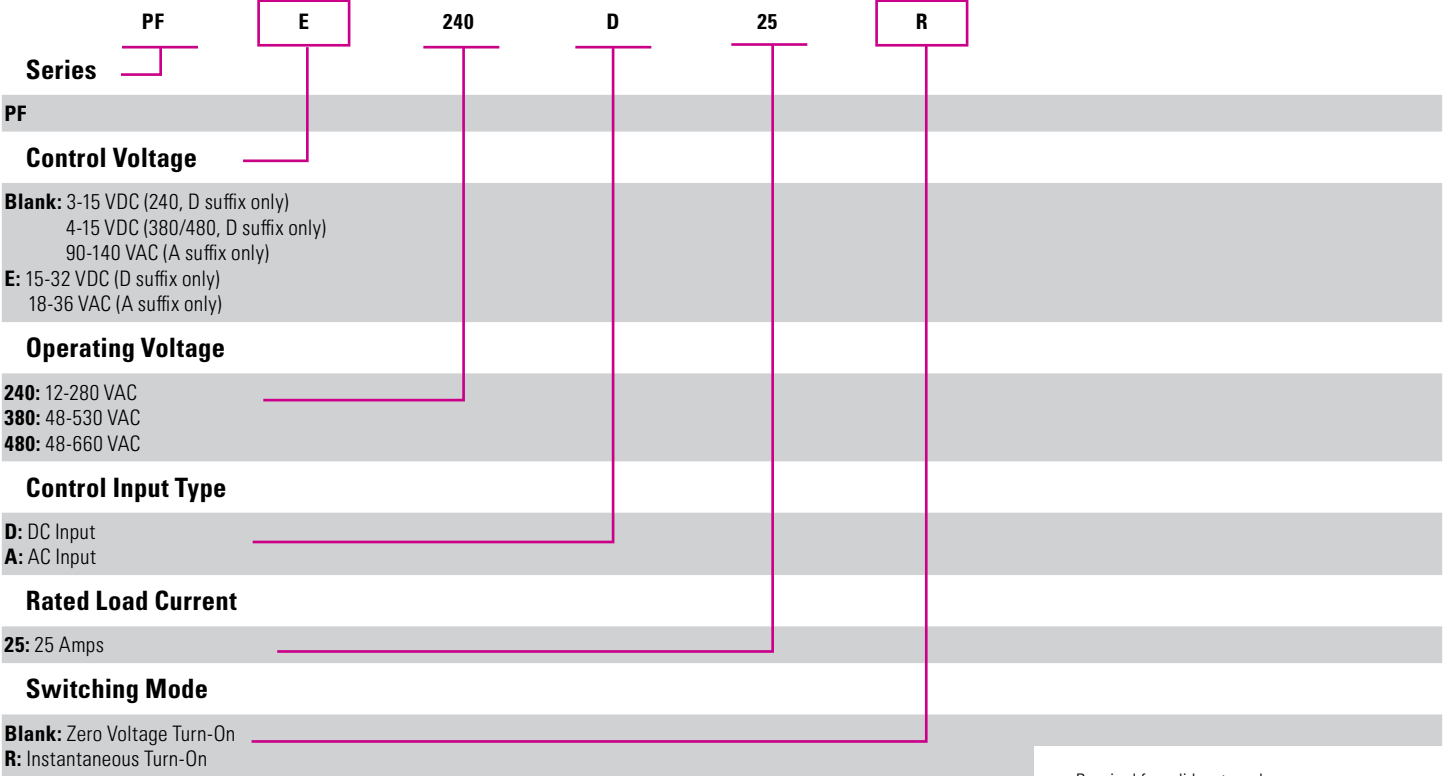 PF E 240 D 25 R
Series
PF
Control Voltage
Blank: 3-15 VDC (240, D suffix only)
4-15 VDC (380/480, D suffix only)
90-140 VAC (A suffix only)
E: 15-32 VDC (D suffix only)
18-36 VAC (A suffix only)
Operating Voltage
240: 12-280 VAC
380: 48-530 VAC
480: 48-660 VAC
Control Input Type
D: DC Input
A: AC Input
Rated Load Current
25: 25 Amps
Switching Mode
Blank: Zero Voltage Turn-On
R: Instantaneous Turn-On